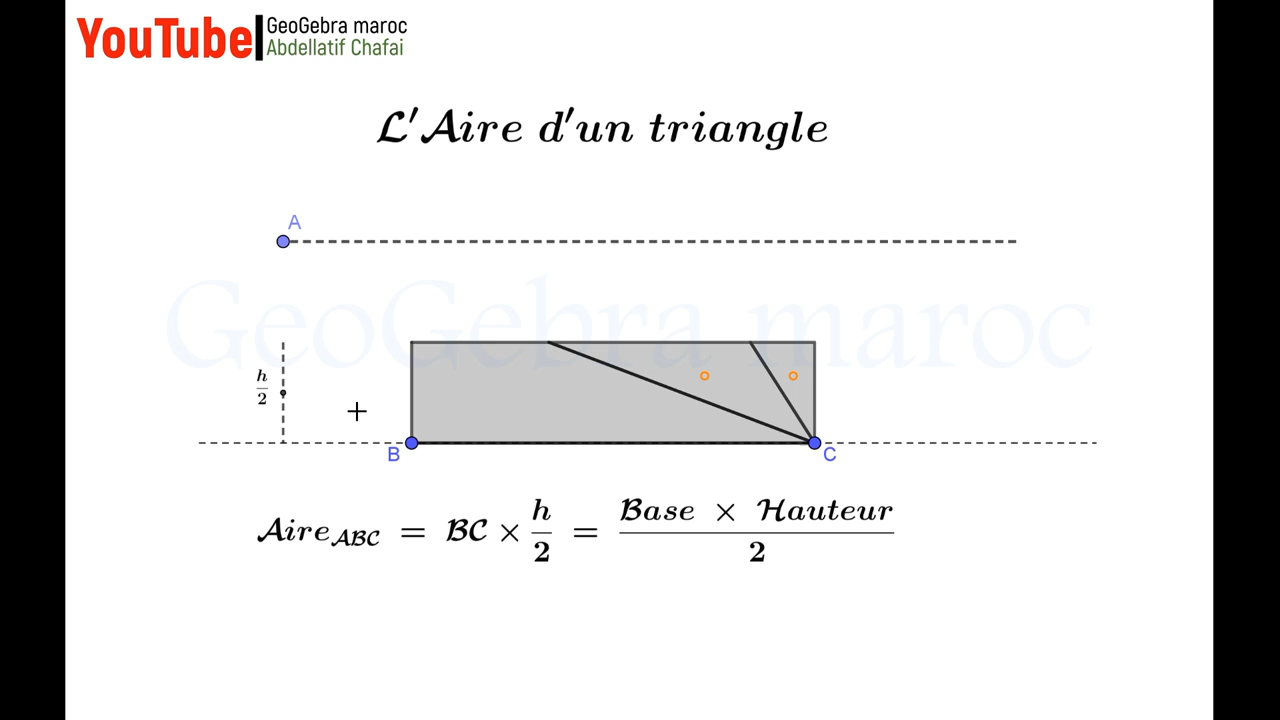 YouTube
GeoGebra maroc
Abdellatif Chafai
L'Aire d'un triangle
A
GeoGebra maroc
h/2
B
C
Aire_ABC = BC × h/2 = Base × Hauteur/2